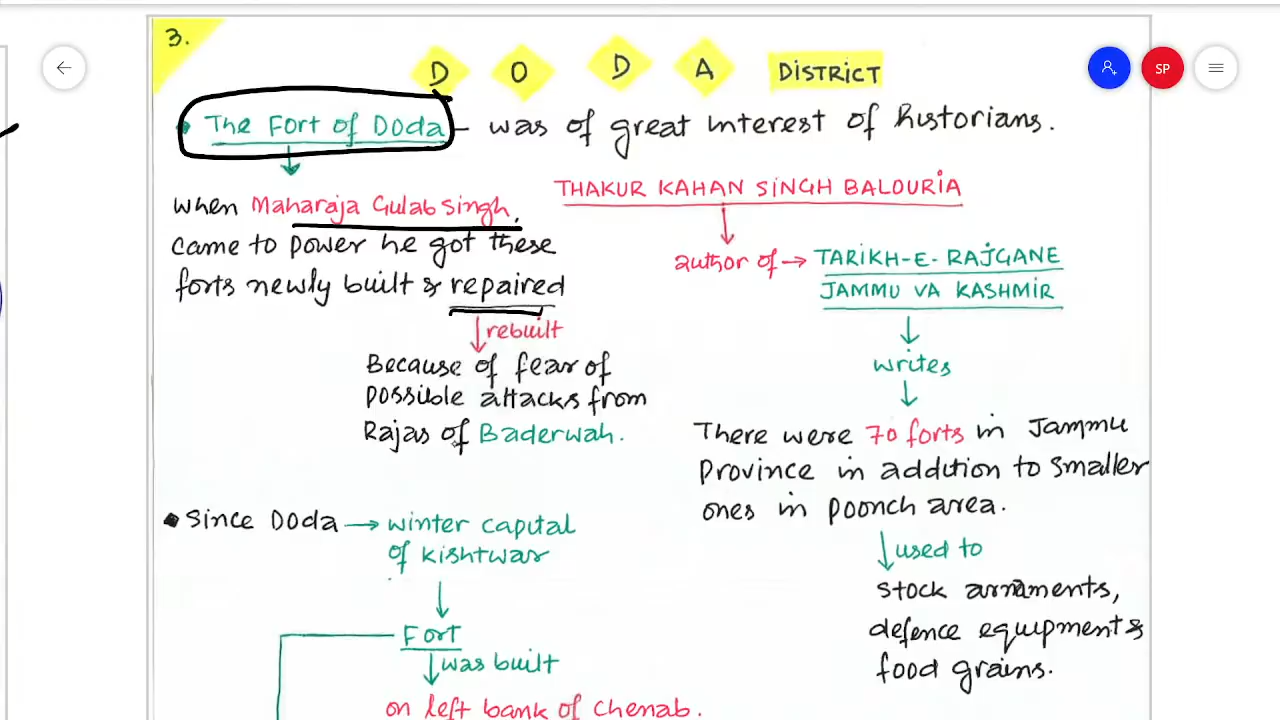 3.
D O D A DISTRICT
The Fort of Doda - was of great interest of historians.
when Maharaja Gulab Singh,
came to power he got these
forts newly built & repaired
rebuilt
Because of fear of
possible attacks from
Rajas of Baderwah.
THAKUR KAHAN SINGH BALOURIA
author of → TARIKH-E-RAJGANE
JAMMU VA KASHMIR
writes
There were 70 forts in Jammu
province in addition to smaller
ones in poonch area.
used to
stock armaments,
defence equipments
food grains.
Since Doda → winter capital
of kishtwar
Fort
was built
on left bank of Chenab.
SP